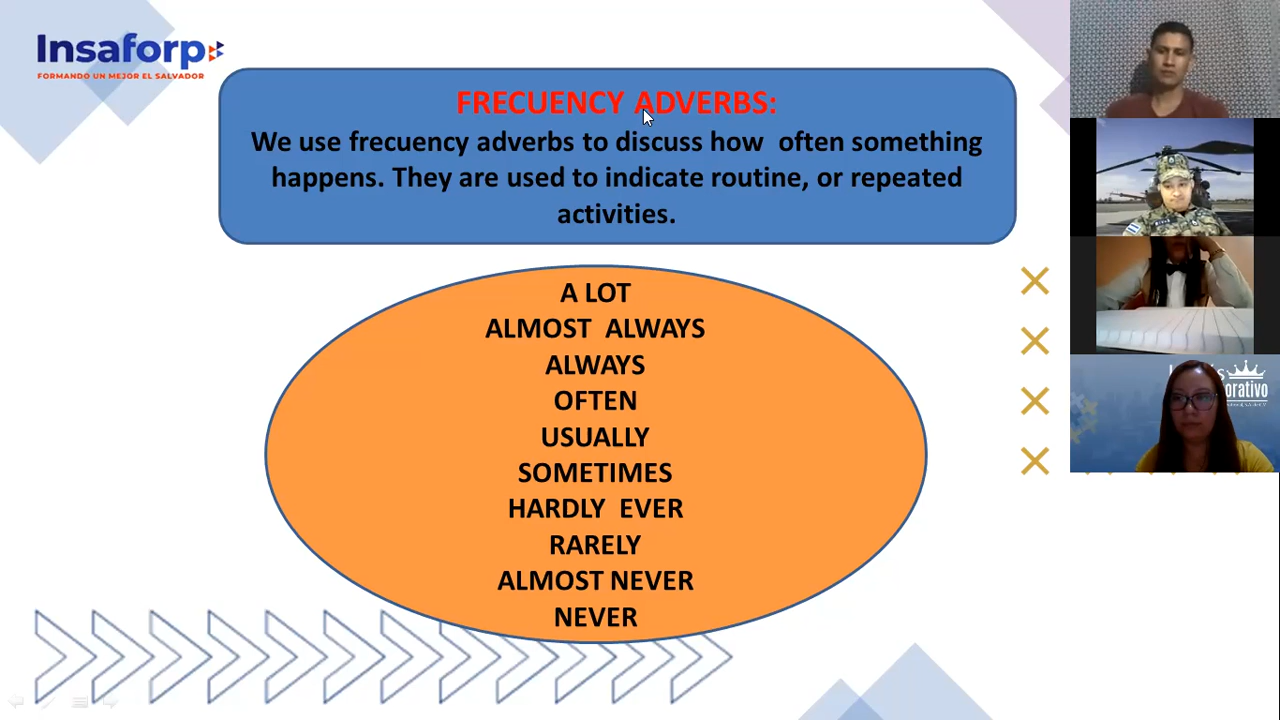 Insaforp
FORMANDO UN MEJOR EL SALVADOR
FRECUENCY ADVERBS:
We use frecuency adverbs to discuss how often something
happens. They are used to indicate routine, or repeated
activities.
A LOT
ALMOST ALWAYS
ALWAYS
OFTEN
USUALLY
SOMETIMES
HARDLY EVER
RARELY
ALMOST NEVER
NEVER